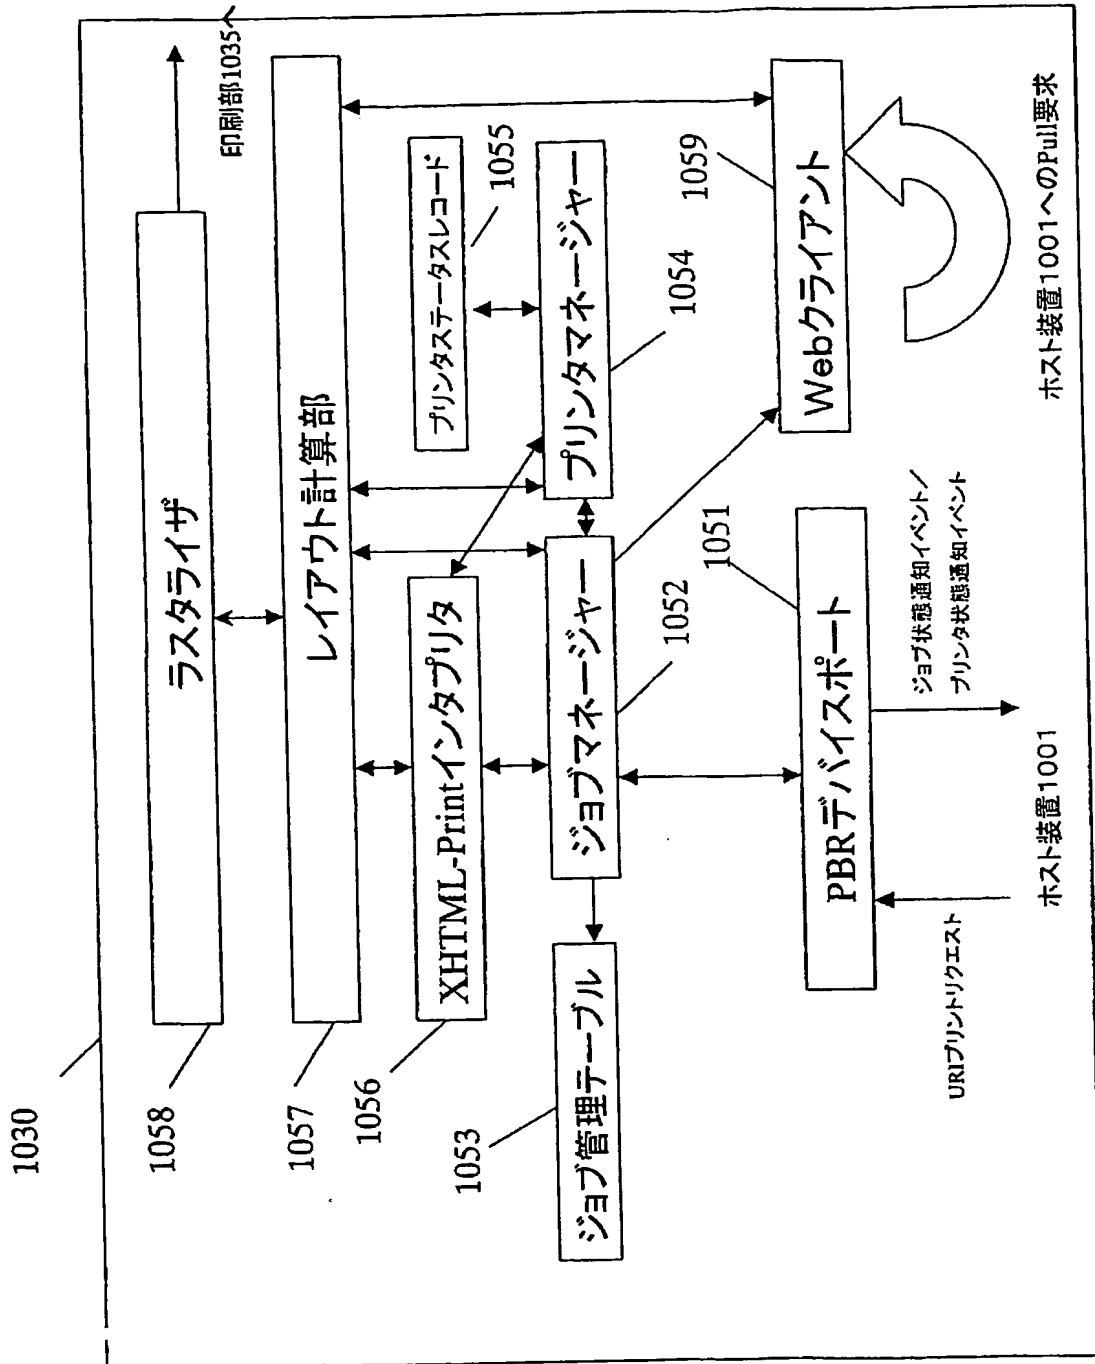 1030
印刷部1035へ
ラスタライザ
1058
レイアウト計算部
1057
プリンタステータスレコード
1055
XHTML-Printインタプリタ
1056
プリンタマネージャー
1054
ジョブマネージャー
1052
ジョブ管理テーブル
1053
Webクライアント
1059
PBRデバイスポート
1051
URIプリントリクエスト
ジョブ状態通知イベント/
プリンタ状態通知イベント
ホスト装置1001
ホスト装置1001へのPull要求